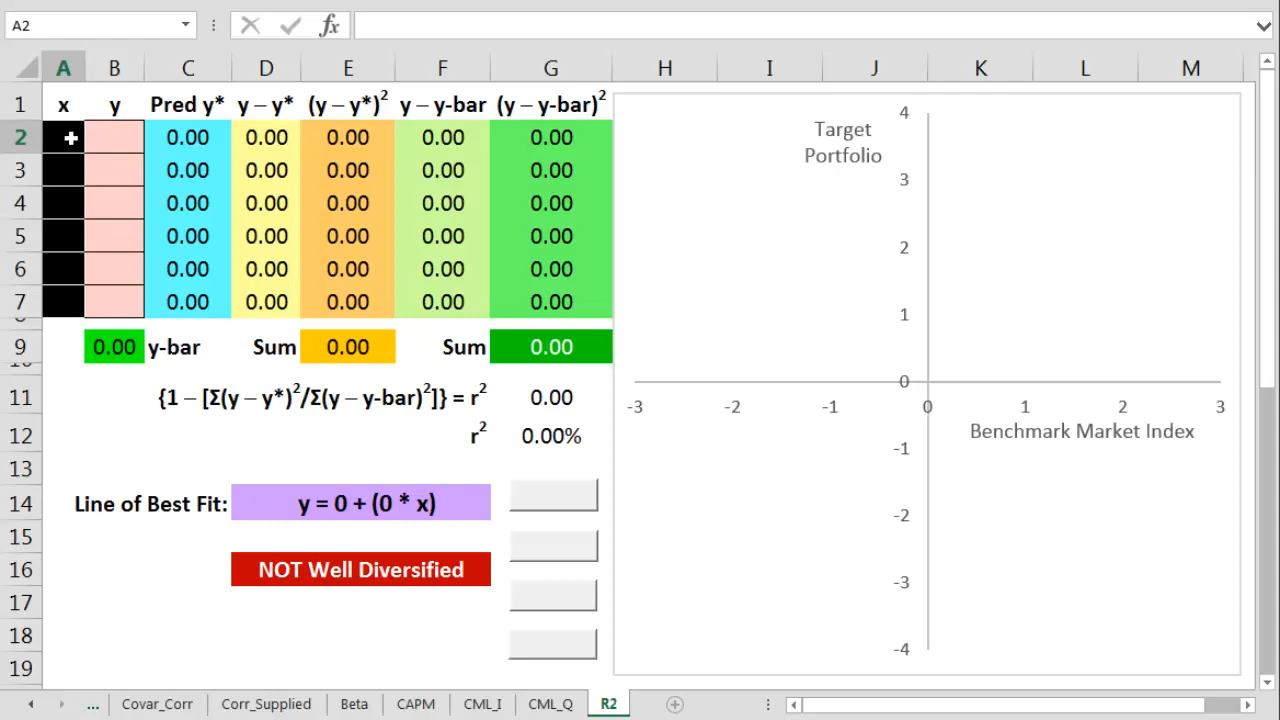 A2 fx
A B C D E F G H I J K L M
1 x y Pred y* y – y* (y – y*)² y – y-bar (y – y-bar)²
2 0.00 0.00 0.00 0.00 0.00
3 0.00 0.00 0.00 0.00 0.00
4 0.00 0.00 0.00 0.00 0.00
5 0.00 0.00 0.00 0.00 0.00
6 0.00 0.00 0.00 0.00 0.00
7 0.00 0.00 0.00 0.00 0.00
9 0.00 y-bar Sum 0.00 Sum 0.00
11 {1 – [Σ(y – y*)²/Σ(y – y-bar)²]} = r² 0.00
12 r² 0.00%
13
14 Line of Best Fit: y = 0 + (0 * x)
15
16 NOT Well Diversified
17
18
19
Target
Portfolio
4
3
2
1
0
-3 -2 -1 0 1 2 3
Benchmark Market Index
-1
-2
-3
-4
... Covar_Corr Corr_Supplied Beta CAPM CML_I CML_Q R2